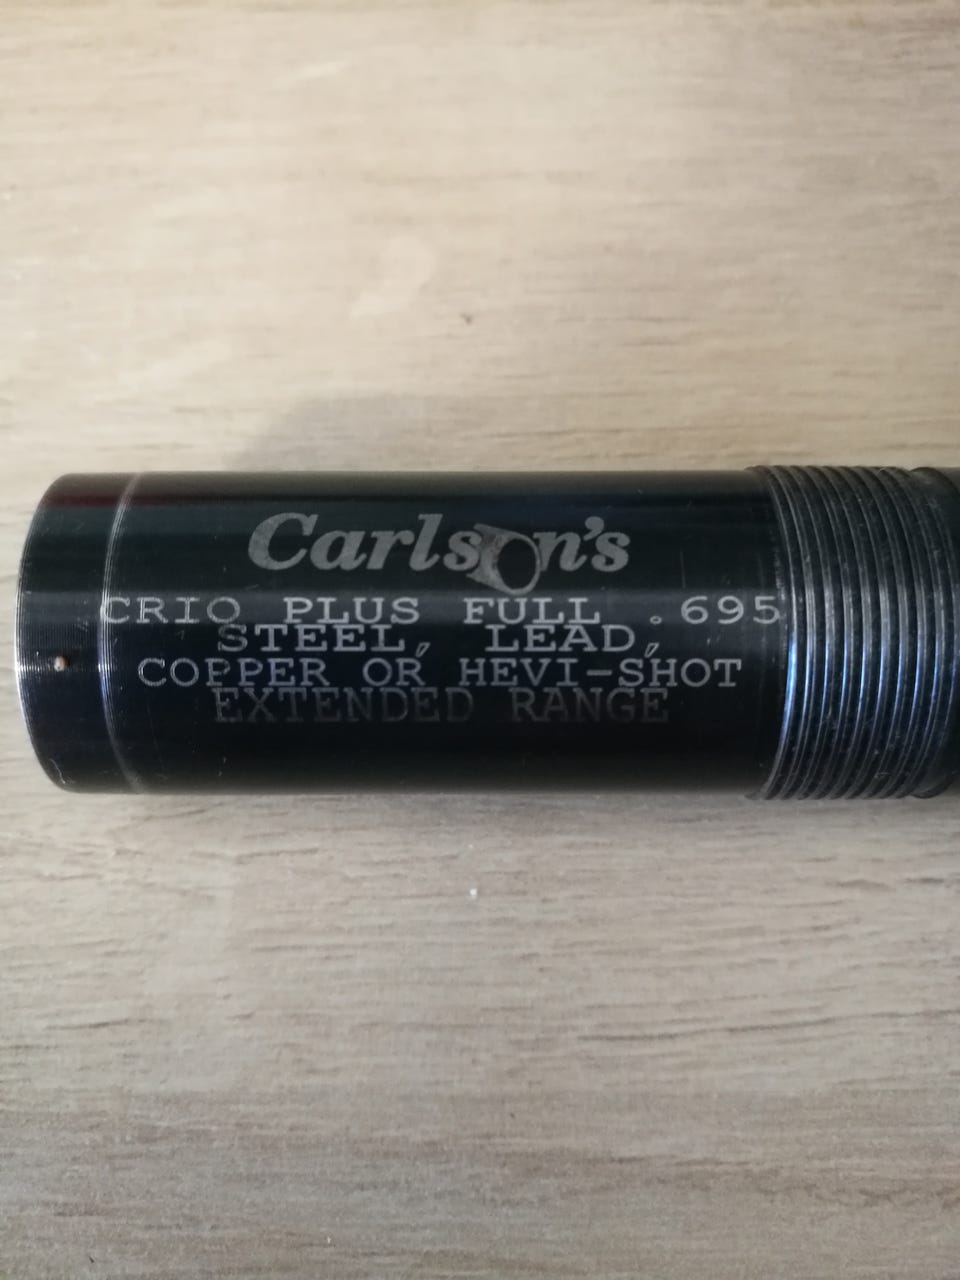 Carlson's
CRIO PLUS FULL .695
STEEL, LEAD,
COPPER OR HEVI-SHOT
EXTENDED RANGE